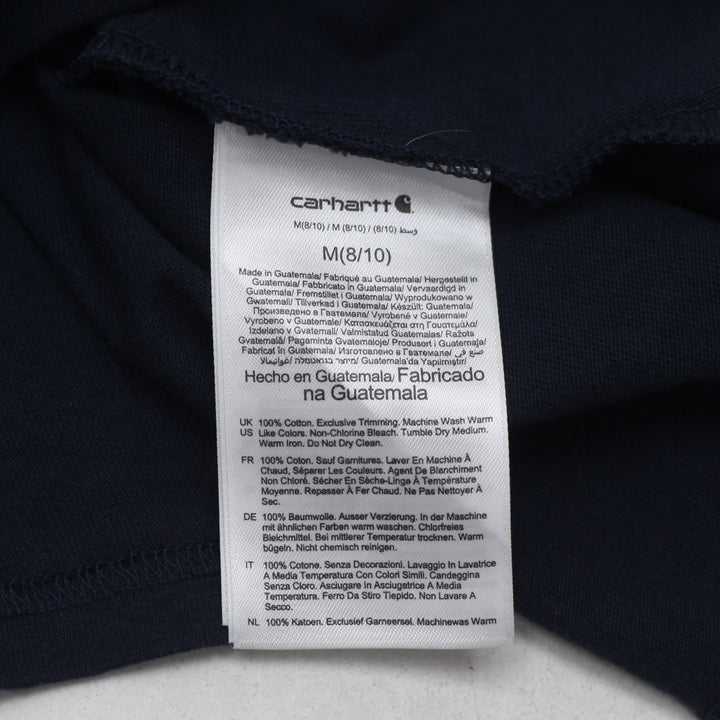 carhartt
M(8/10) / M (8/10) / (8/10) وسط
M(8/10)
Made in Guatemala/ Fabriqué au Guatemala/ Hergestellt in
Guatemala/ Fabbricato in Guatemala/ Vervaardigd in
Guatemala/ Fremstillet i Guatemala/ Wyprodukowano w
Gwatemali/ Tillverkad i Guatemala/ Készült: Guatemala/
Произведено в Гватемала/ Vyrobené v Guatemale/
Vyrobeno v Guatemale/ Κατασκευάζεται στη Γουατεμάλα/
Izdelano v Gvatemali/ Valmistatud Guatemalas/ Ražots
Gvatemalā/ Pagaminta Gvatemaloje/ Produsert i Guatemala/
Fabricat în Guatemala/ Изготовлено в Гватемале/ صنع في
غواتيمالا/ מיוצר בגואטמלה/ Guatemala'da Yapılmıştır/
Hecho en Guatemala/ Fabricado
na Guatemala
UK 100% Cotton. Exclusive Trimming. Machine Wash Warm
US Like Colors. Non-Chlorine Bleach. Tumble Dry Medium.
Warm Iron. Do Not Dry Clean.
FR 100% Coton. Sauf Garnitures. Laver En Machine À
Chaud, Séparer Les Couleurs. Agent De Blanchiment
Non Chloré. Sécher En Sèche-Linge À Température
Moyenne. Repasser À Fer Chaud. Ne Pas Nettoyer À
Sec.
DE 100% Baumwolle. Ausser Verzierung. In der Maschine
mit ähnlichen Farben warm waschen. Chlorfreies
Bleichmittel. Bei mittlerer Temperatur trocknen. Warm
bügeln. Nicht chemisch reinigen.
IT 100% Cotone. Senza Decorazioni. Lavaggio In Lavatrice
A Media Temperatura Con Colori Simili. Candeggina
Senza Cloro. Asciugare In Asciugatrice A Media
Temperatura. Ferro Da Stiro Tiepido. Non Lavare A
Secco.
NL 100% Katoen. Exclusief Garneersel. Machinewas Warm